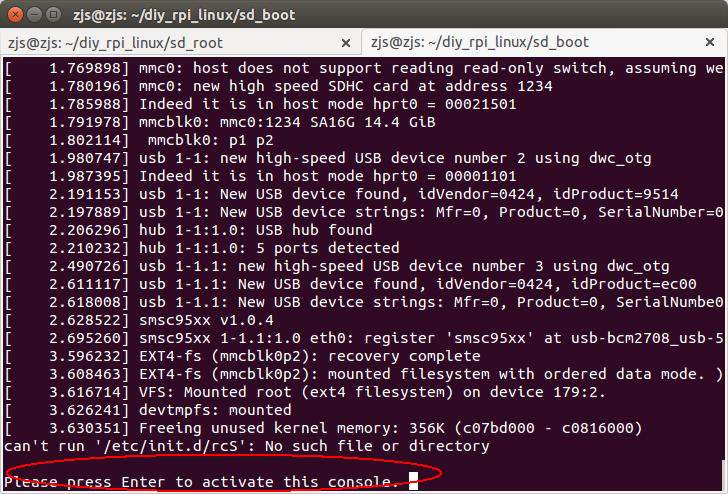 zjs@zjs: ~/diy_rpi_linux/sd_boot
zjs@zjs: ~/diy_rpi_linux/sd_root × zjs@zjs: ~/diy_rpi_linux/sd_boot ×
[    1.769898] mmc0: host does not support reading read-only switch, assuming we
[    1.780196] mmc0: new high speed SDHC card at address 1234
[    1.785988] Indeed it is in host mode hprt0 = 00021501
[    1.791978] mmcblk0: mmc0:1234 SA16G 14.4 GiB
[    1.802114]  mmcblk0: p1 p2
[    1.980747] usb 1-1: new high-speed USB device number 2 using dwc_otg
[    1.987395] Indeed it is in host mode hprt0 = 00001101
[    2.191153] usb 1-1: New USB device found, idVendor=0424, idProduct=9514
[    2.197889] usb 1-1: New USB device strings: Mfr=0, Product=0, SerialNumber=0
[    2.206296] hub 1-1:1.0: USB hub found
[    2.210232] hub 1-1:1.0: 5 ports detected
[    2.490726] usb 1-1.1: new high-speed USB device number 3 using dwc_otg
[    2.611117] usb 1-1.1: New USB device found, idVendor=0424, idProduct=ec00
[    2.618008] usb 1-1.1: New USB device strings: Mfr=0, Product=0, SerialNumbe0
[    2.628522] smsc95xx v1.0.4
[    2.695260] smsc95xx 1-1.1:1.0 eth0: register 'smsc95xx' at usb-bcm2708_usb-5
[    3.596232] EXT4-fs (mmcblk0p2): recovery complete
[    3.608463] EXT4-fs (mmcblk0p2): mounted filesystem with ordered data mode. )
[    3.616714] VFS: Mounted root (ext4 filesystem) on device 179:2.
[    3.626241] devtmpfs: mounted
[    3.630351] Freeing unused kernel memory: 356K (c07bd000 - c0816000)
can't run '/etc/init.d/rcS': No such file or directory
Please press Enter to activate this console.